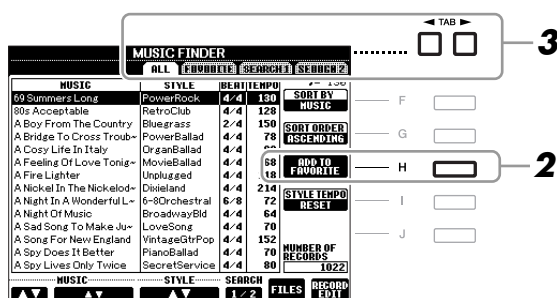 ◄ TAB ►
3
MUSIC FINDER
ALL FAVORITE SEARCH 1 SEARCH 2
MUSIC STYLE BEAT TEMPO
69 Summers Long PowerRock 4/4 130
80s Acceptable RetroClub 4/4 128
A Boy From The Country Bluegrass 2/4 150
A Bridge To Cross Troub~ PowerBallad 4/4 78
A Cosy Life In Italy OrganBallad 4/4
A Feeling Of Love Tonig~ MovieBallad 4/4 68
A Fire Lighter Unplugged 4/4
A Nickel In The Nickelod~ Dixieland 4/4 214
A Night In A Wonderful L~ 6-8Orchestral 6/8 72
A Night Of Music BroadwayBld 4/4 64
A Sad Song To Make Ju~ LoveSong 4/4 70
A Song For New England VintageGtrPop 4/4 152
A Spy Does It Better PianoBallad 4/4 70
A Spy Lives Only Twice SecretService 4/4 80
SORT BY
MUSIC
F
SORT ORDER
ASCENDING
G
ADD TO
FAVORITE
H
2
STYLE TEMPO
RESET
I
J
NUMBER OF
RECORDS
1022
MUSIC STYLE SEARCH
▲▼ ▲▼ ▲▼ 1/2 FILES RECORD
EDIT